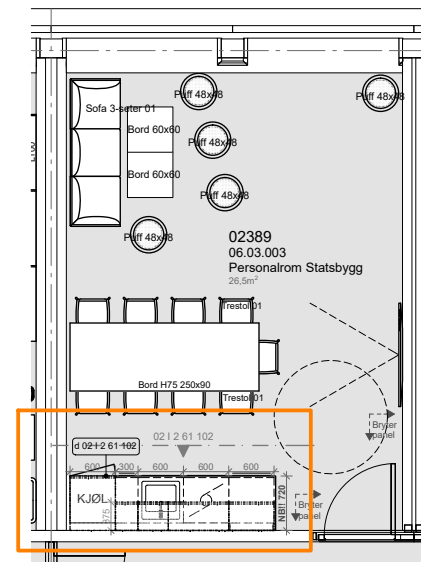 Puff 48x48
Puff 48x48
Sofa 3-seter 01
Bord 60x60
Puff 48x48
Bord 60x60
Puff 48x48
Puff 48x48
02389
06.03.003
Personalrom Statsbygg
26,5m²
Trestol 01
Bord H75 250x90
Trestol 01
Bryter
panel
02 I 2 61 102
d 02 I 2 61 102
600
300
600
600
600
KJØL
675
NB!! 720
Bryter
panel